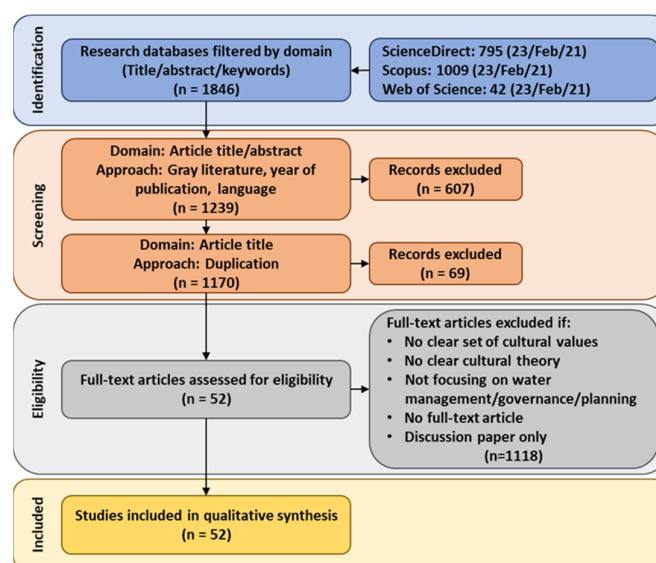 Identification
Research databases filtered by domain
(Title/abstract/keywords)
(n = 1846)
ScienceDirect: 795 (23/Feb/21)
Scopus: 1009 (23/Feb/21)
Web of Science: 42 (23/Feb/21)
Screening
Domain: Article title/abstract
Approach: Gray literature, year of
publication, language
(n = 1239)
Records excluded
(n = 607)
Domain: Article title
Approach: Duplication
(n = 1170)
Records excluded
(n = 69)
Eligibility
Full-text articles assessed for eligibility
(n = 52)
Full-text articles excluded if:
• No clear set of cultural values
• No clear cultural theory
• Not focusing on water
management/governance/planning
• No full-text article
• Discussion paper only
(n=1118)
Included
Studies included in qualitative synthesis
(n = 52)